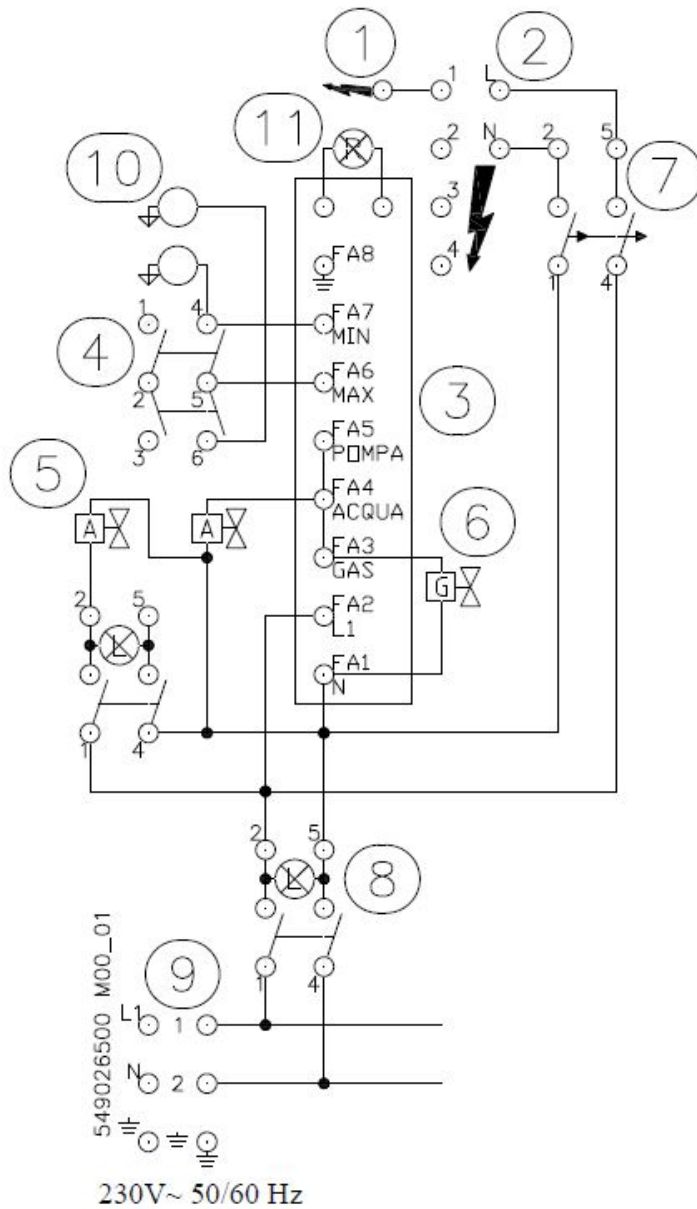 1 2
1 L
11 R 2 N 2 5
10 3 7
FA8 4
1 4 FA7 1 4
4 MIN
2 5 FA6
MAX 3
3 6 FA5
5 POMPA
A A FA4
ACQUA 6
FA3
GAS G
2 5 FA2
L L1
FA1
N
1 4
2 5
L 8
1 4
9
L1 1
N 2
549026500 M00_01
230V~ 50/60 Hz